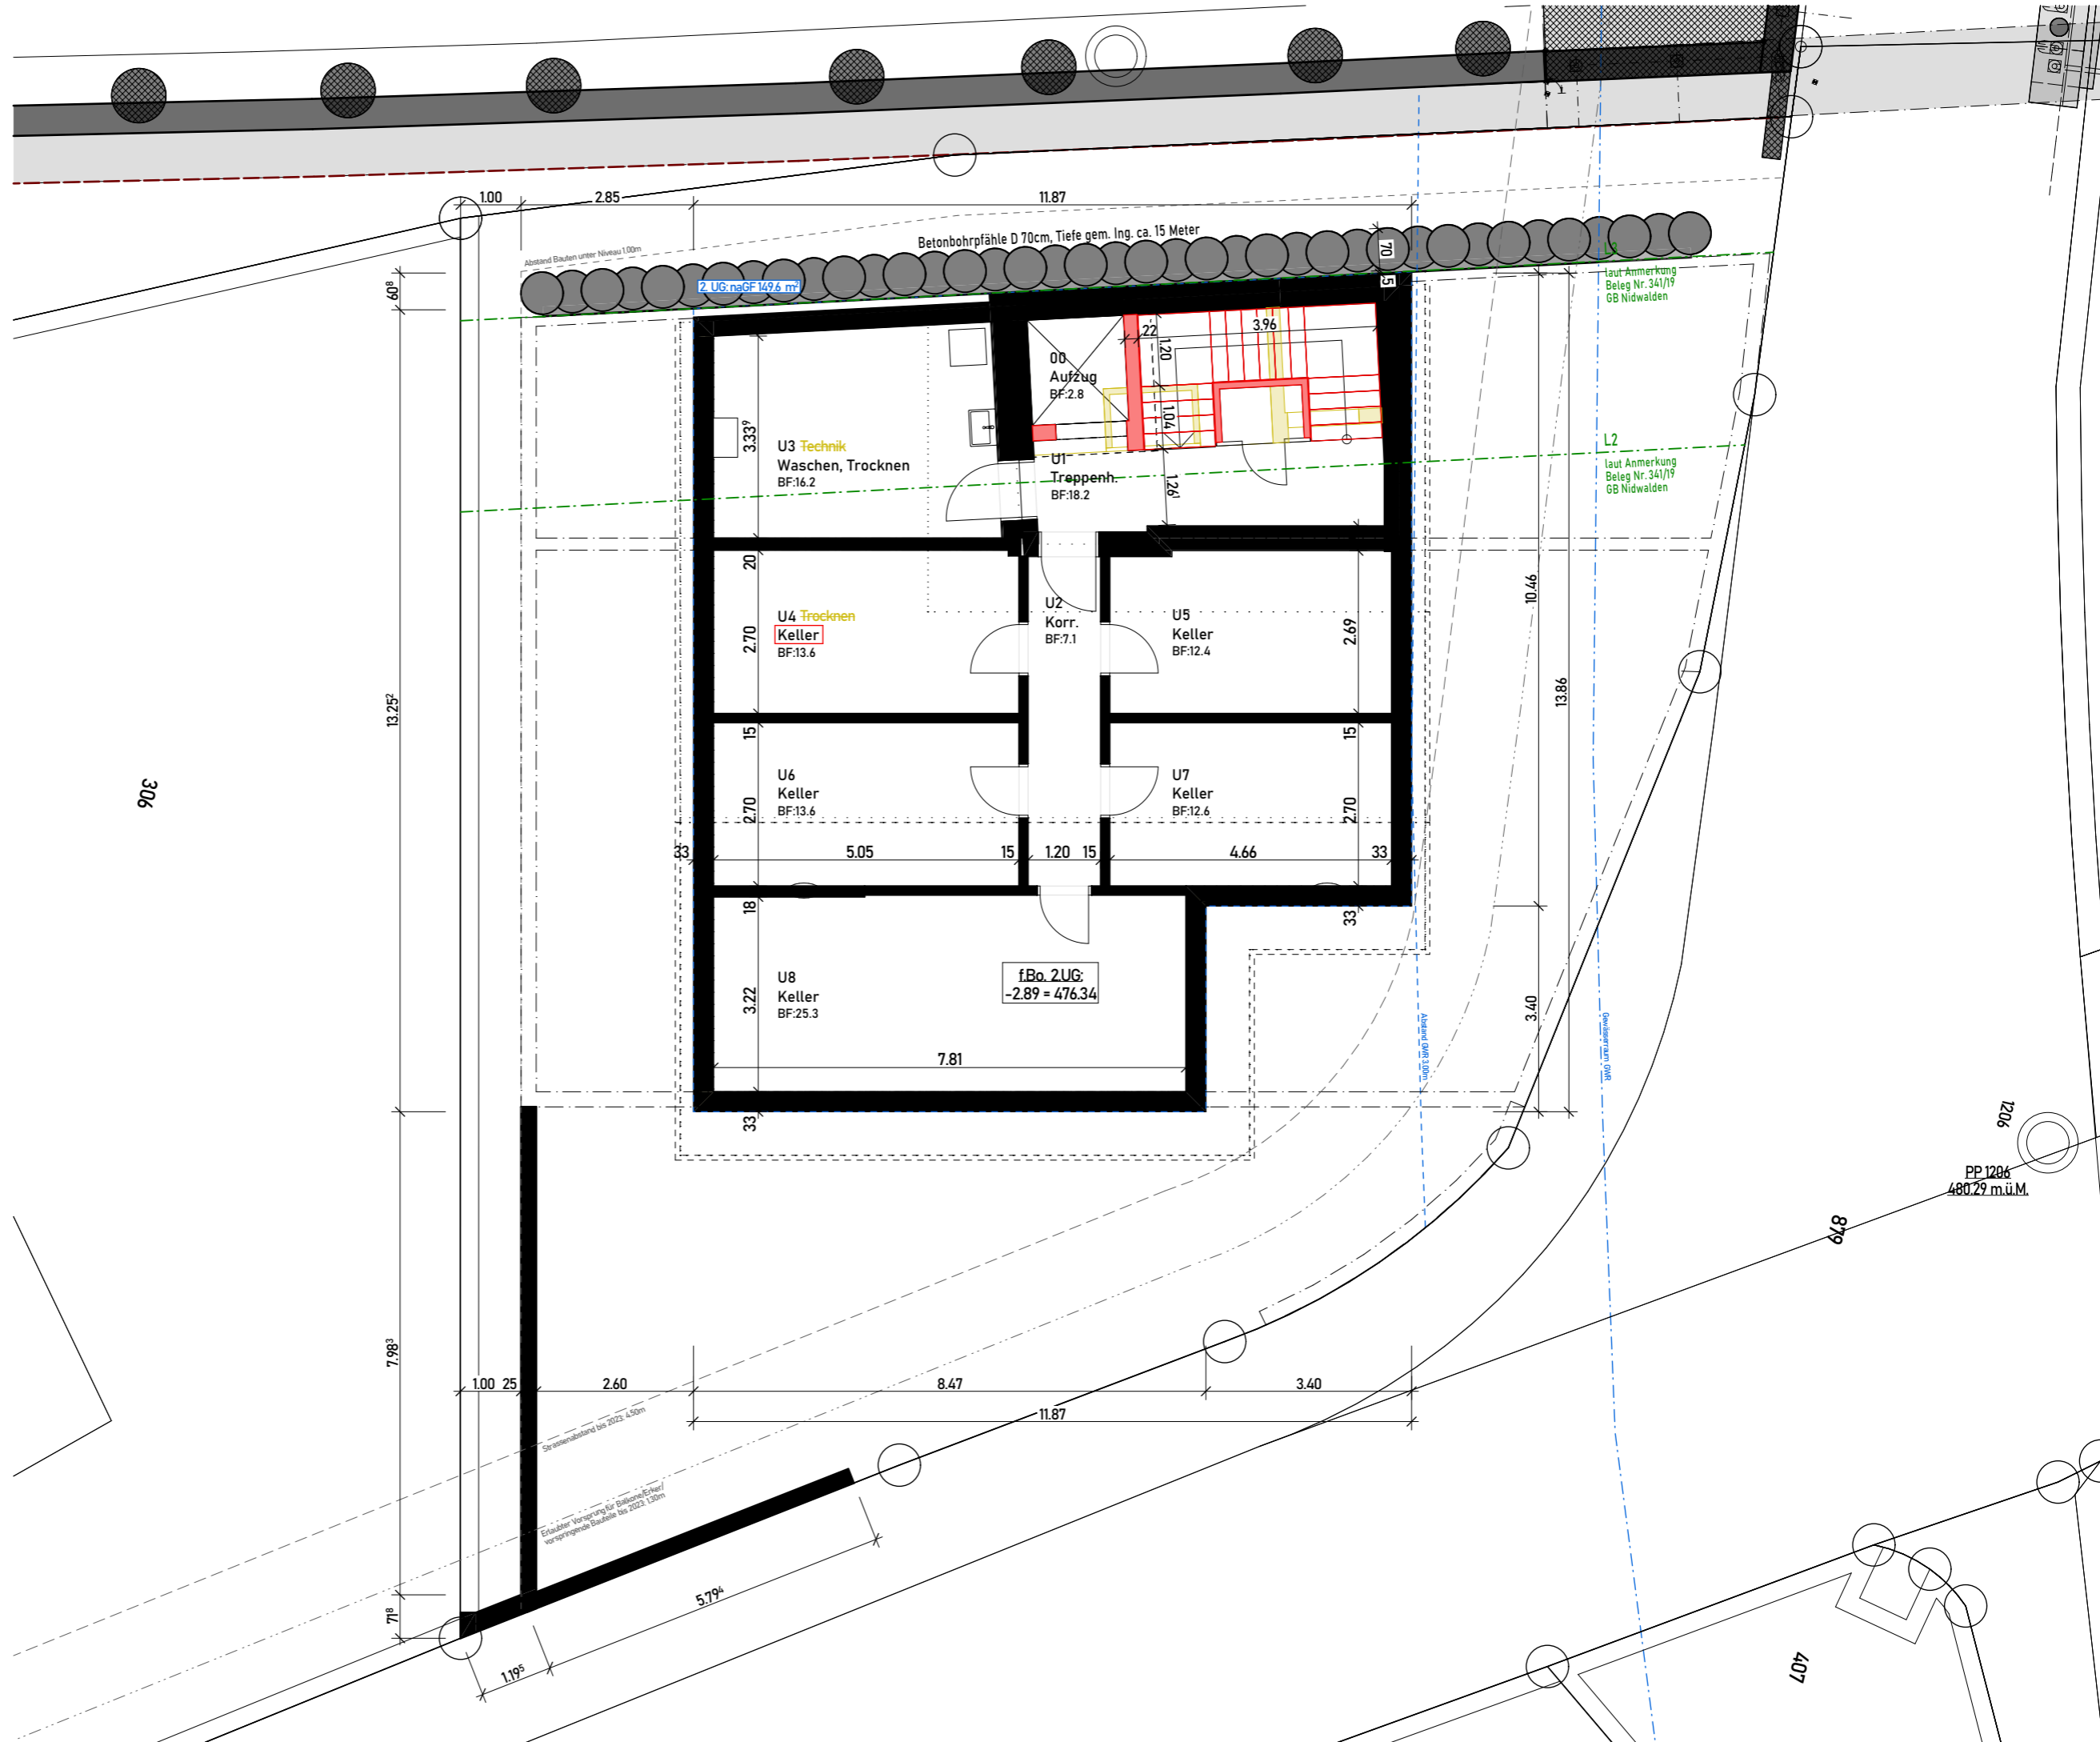 1.00
2.85
11.87
Abstand Bauten unter Niveau 1.00m
Betonbohrpfähle D 70cm, Tiefe gem. Ing. ca. 15 Meter
70
5
2. UG: naGF 149.6 m²
60⁸
L3
laut Anmerkung
Beleg Nr. 341/19
GB Nidwalden
22
3.96
1.20
1.04
1.26¹
00
Aufzug
BF:2.8
3.33⁹
U3 Technik
Waschen, Trocknen
BF:16.2
U1
Treppenh.
BF:18.2
L2
laut Anmerkung
Beleg Nr. 341/19
GB Nidwalden
20
U4 Trocknen
Keller
BF:13.6
2.70
U2
Korr.
BF:7.1
U5
Keller
BF:12.4
2.69
10.46
13.86
13.25²
306
15
15
U6
Keller
BF:13.6
2.70
U7
Keller
BF:12.6
2.70
33
5.05
15
1.20
15
4.66
33
18
33
U8
Keller
BF:25.3
3.22
f.Bo. 2.UG:
-2.89 = 476.34
7.81
33
3.40
Abstand GWR 3.00m
Gewässerraum GWR
1206
PP 1206
480.29 m.ü.M.
879
7.98³
1.00
25
2.60
8.47
3.40
11.87
Strassenabstand bis 2023: 4.50m
Erlaubter Vorsprung für Balkone/Erker/
vorspringende Bauteile bis 2023: 1.30m
71⁸
5.79⁴
1.19⁵
407